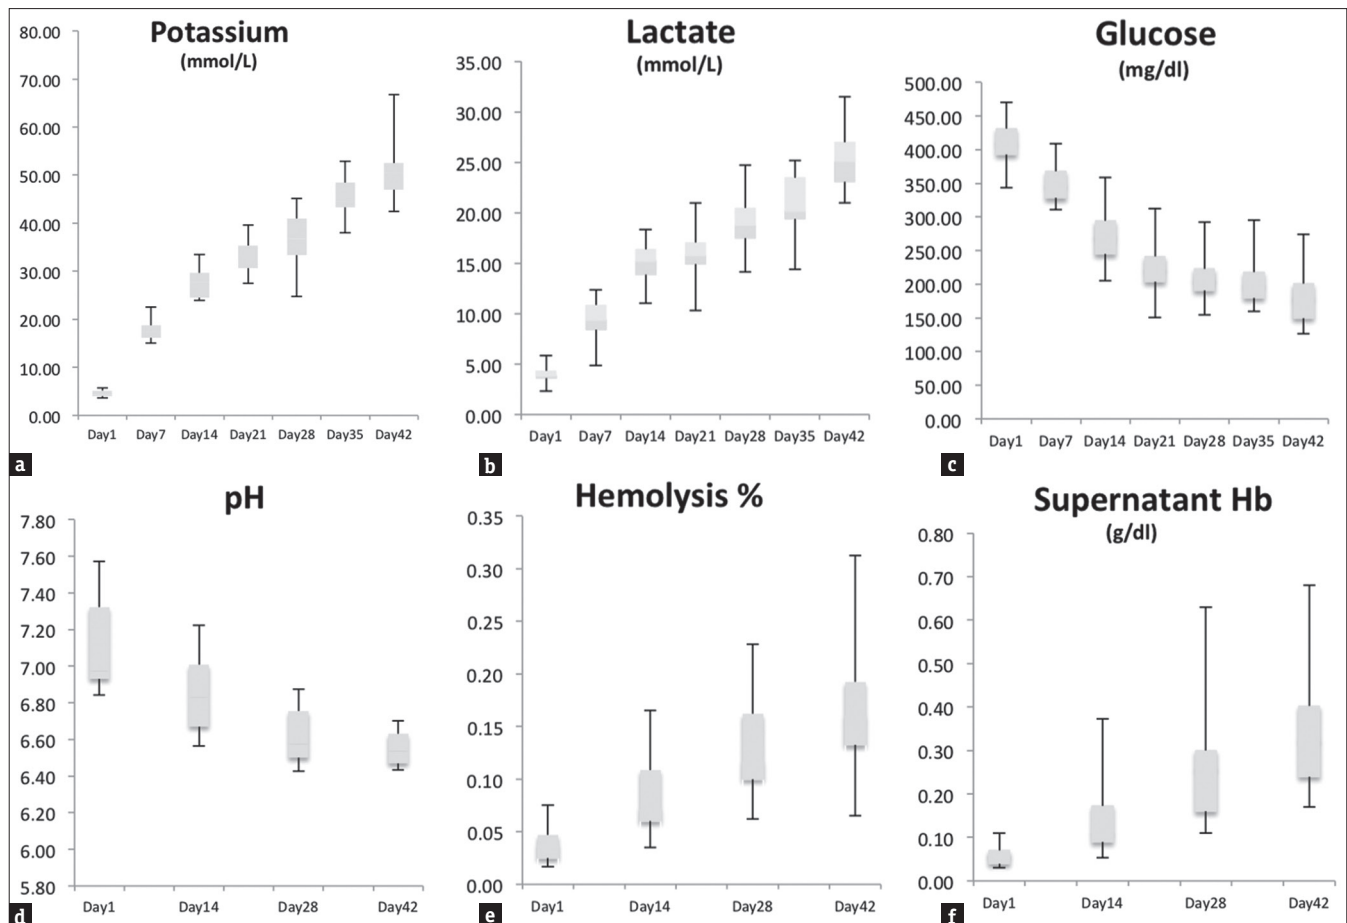 Potassium
(mmol/L)
80.00
70.00
60.00
50.00
40.00
30.00
20.00
10.00
0.00
Day1 Day7 Day14 Day21 Day28 Day35 Day42
a
Lactate
(mmol/L)
35.00
30.00
25.00
20.00
15.00
10.00
5.00
0.00
Day1 Day7 Day14 Day21 Day28 Day35 Day42
b
Glucose
(mg/dl)
500.00
450.00
400.00
350.00
300.00
250.00
200.00
150.00
100.00
50.00
0.00
Day1 Day7 Day14 Day21 Day28 Day35 Day42
c
pH
7.80
7.60
7.40
7.20
7.00
6.80
6.60
6.40
6.20
6.00
5.80
Day1 Day14 Day28 Day42
d
Hemolysis %
0.35
0.30
0.25
0.20
0.15
0.10
0.05
0.00
Day1 Day14 Day28 Day42
e
Supernatant Hb
(g/dl)
0.80
0.70
0.60
0.50
0.40
0.30
0.20
0.10
0.00
Day1 Day14 Day28 Day42
f